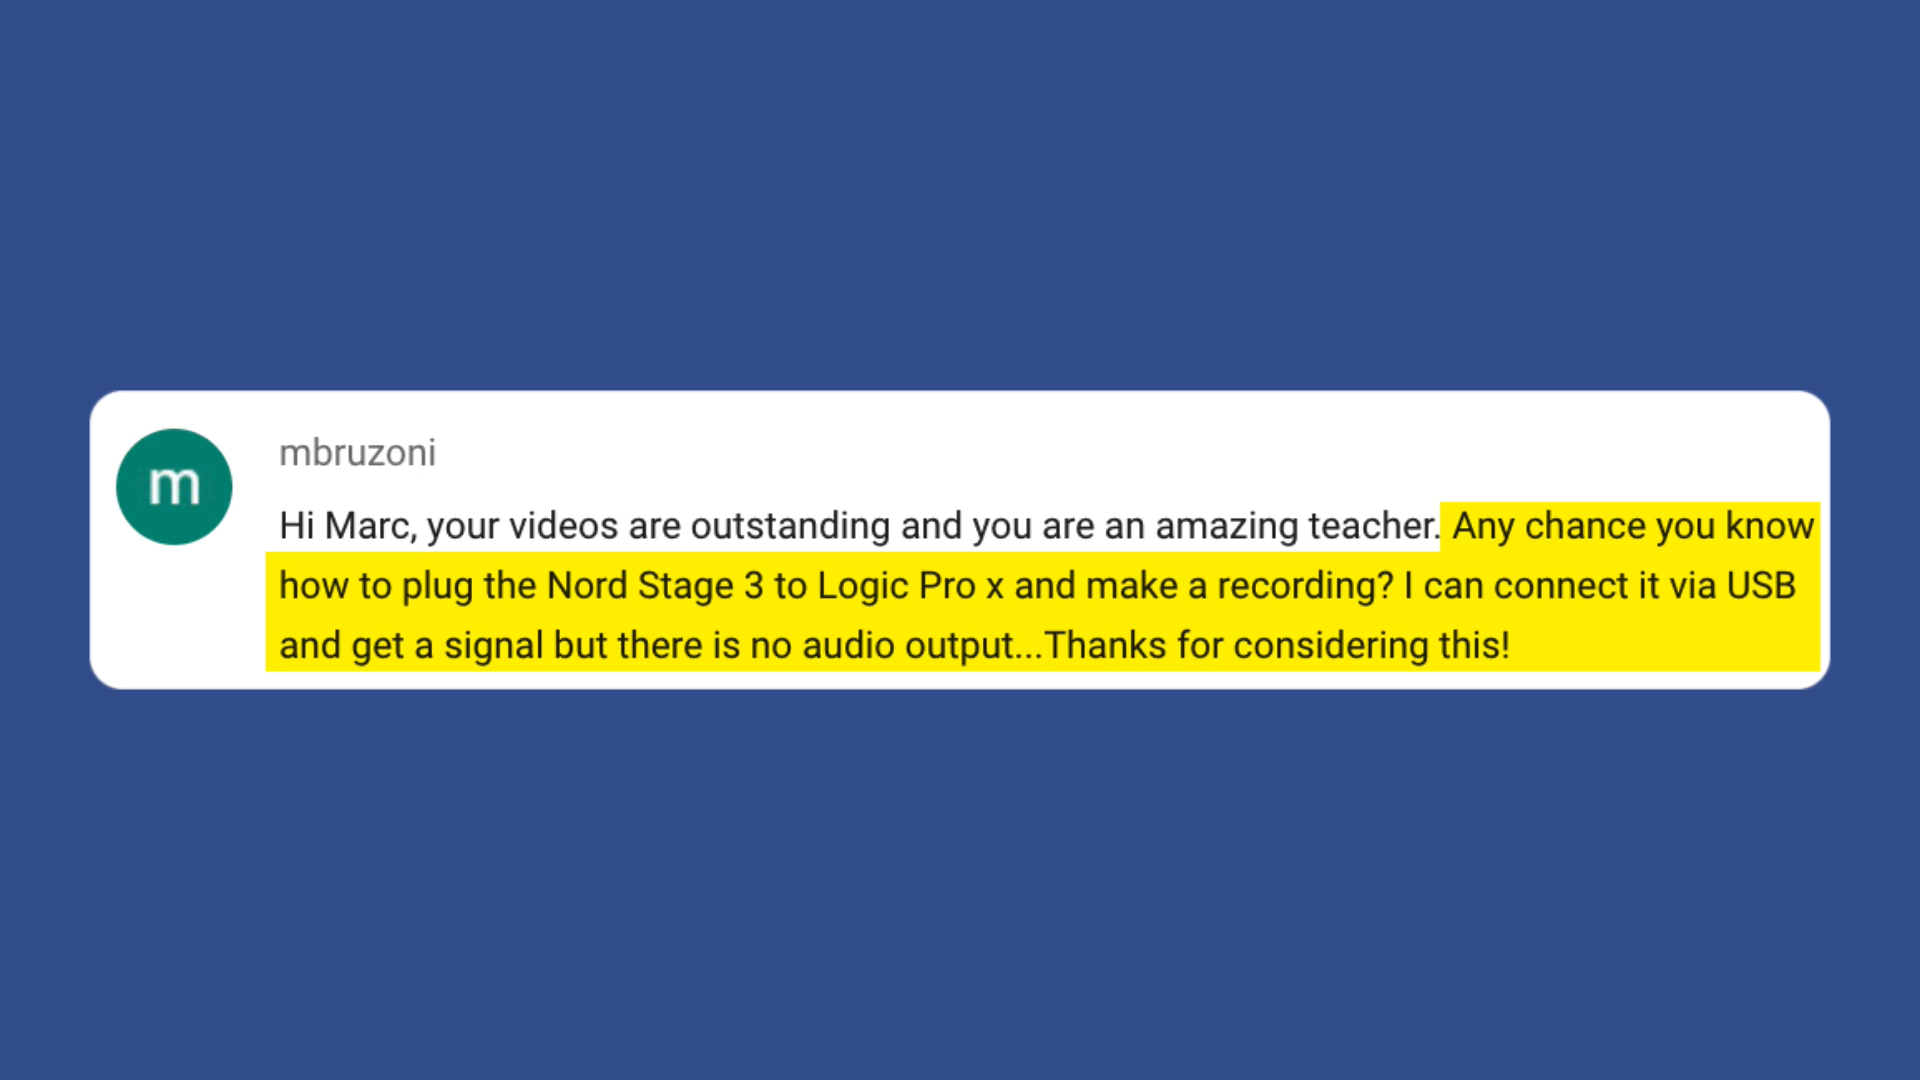 m
mbruzoni
Hi Marc, your videos are outstanding and you are an amazing teacher. Any chance you know
how to plug the Nord Stage 3 to Logic Pro x and make a recording? I can connect it via USB
and get a signal but there is no audio output...Thanks for considering this!